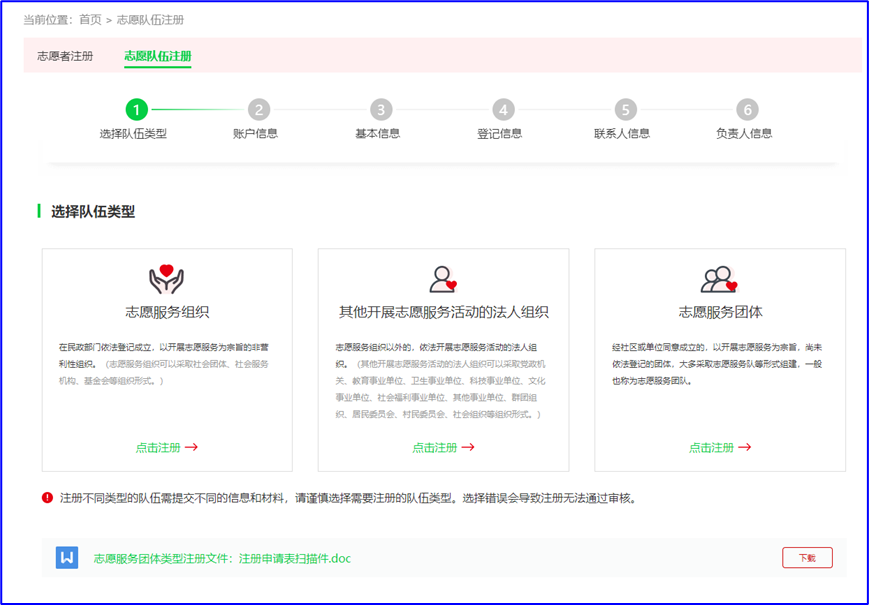 当前位置：首页 > 志愿队伍注册
志愿者注册 志愿队伍注册
1 2 3 4 5 6
选择队伍类型 账户信息 基本信息 登记信息 联系人信息 负责人信息
选择队伍类型
志愿服务组织
在民政部门依法登记成立，以开展志愿服务为宗旨的非营
利性组织。（志愿服务组织可以采取社会团体、社会服务
机构、基金会等组织形式。）
点击注册
其他开展志愿服务活动的法人组织
志愿服务组织以外的，依法开展志愿服务活动的法人组
织。（其他开展志愿服务活动的法人组织可以采取党政机
关、教育事业单位、卫生事业单位、科技事业单位、文化
事业单位、社会福利事业单位、其他事业单位、群团组
织、居民委员会、村民委员会、社会组织等组织形式。）
点击注册
志愿服务团体
经社区或单位同意成立的，以开展志愿服务为宗旨，尚未
依法登记的团体，大多采取志愿服务队等形式组建，一般
也称为志愿服务团队。
点击注册
注册不同类型的队伍需提交不同的信息和材料，请谨慎选择需要注册的队伍类型。选择错误会导致注册无法通过审核。
W 志愿服务团体类型注册文件：注册申请表扫描件.doc 下载